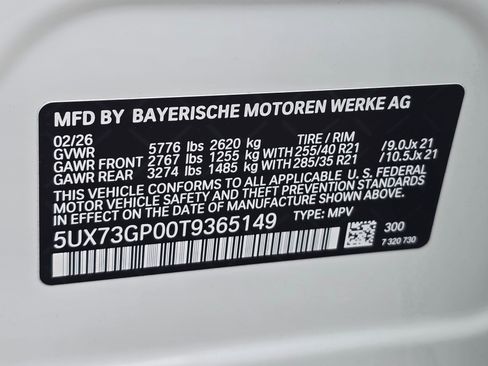 MFD BY BAYERISCHE MOTOREN WERKE AG
02/26
GVWR 5776 lbs 2620 kg TIRE / RIM
GAWR FRONT 2767 lbs 1255 kg WITH 255/40 R21 /9.0Jx 21
GAWR REAR 3274 lbs 1485 kg WITH 285/35 R21 /10.5Jx 21
THIS VEHICLE CONFORMS TO ALL APPLICABLE U. S. FEDERAL
MOTOR VEHICLE SAFETY AND THEFT PREVENTION STANDARDS
IN EFFECT ON THE DATE OF MANUFACTURE SHOWN ABOVE.
5UX73GP00T9365149 TYPE: MPV
300
7 320 730